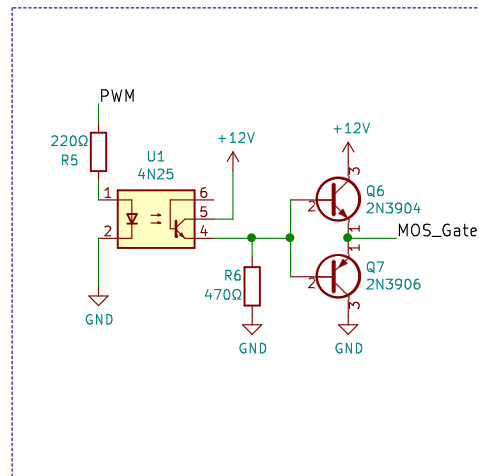 PWM
220Ω
R5
U1
4N25
+12V
+12V
1
2
6
5
4
3
Q6
2N3904
2
1
MOS_Gate
1
Q7
2N3906
2
3
R6
470Ω
GND
GND
GND